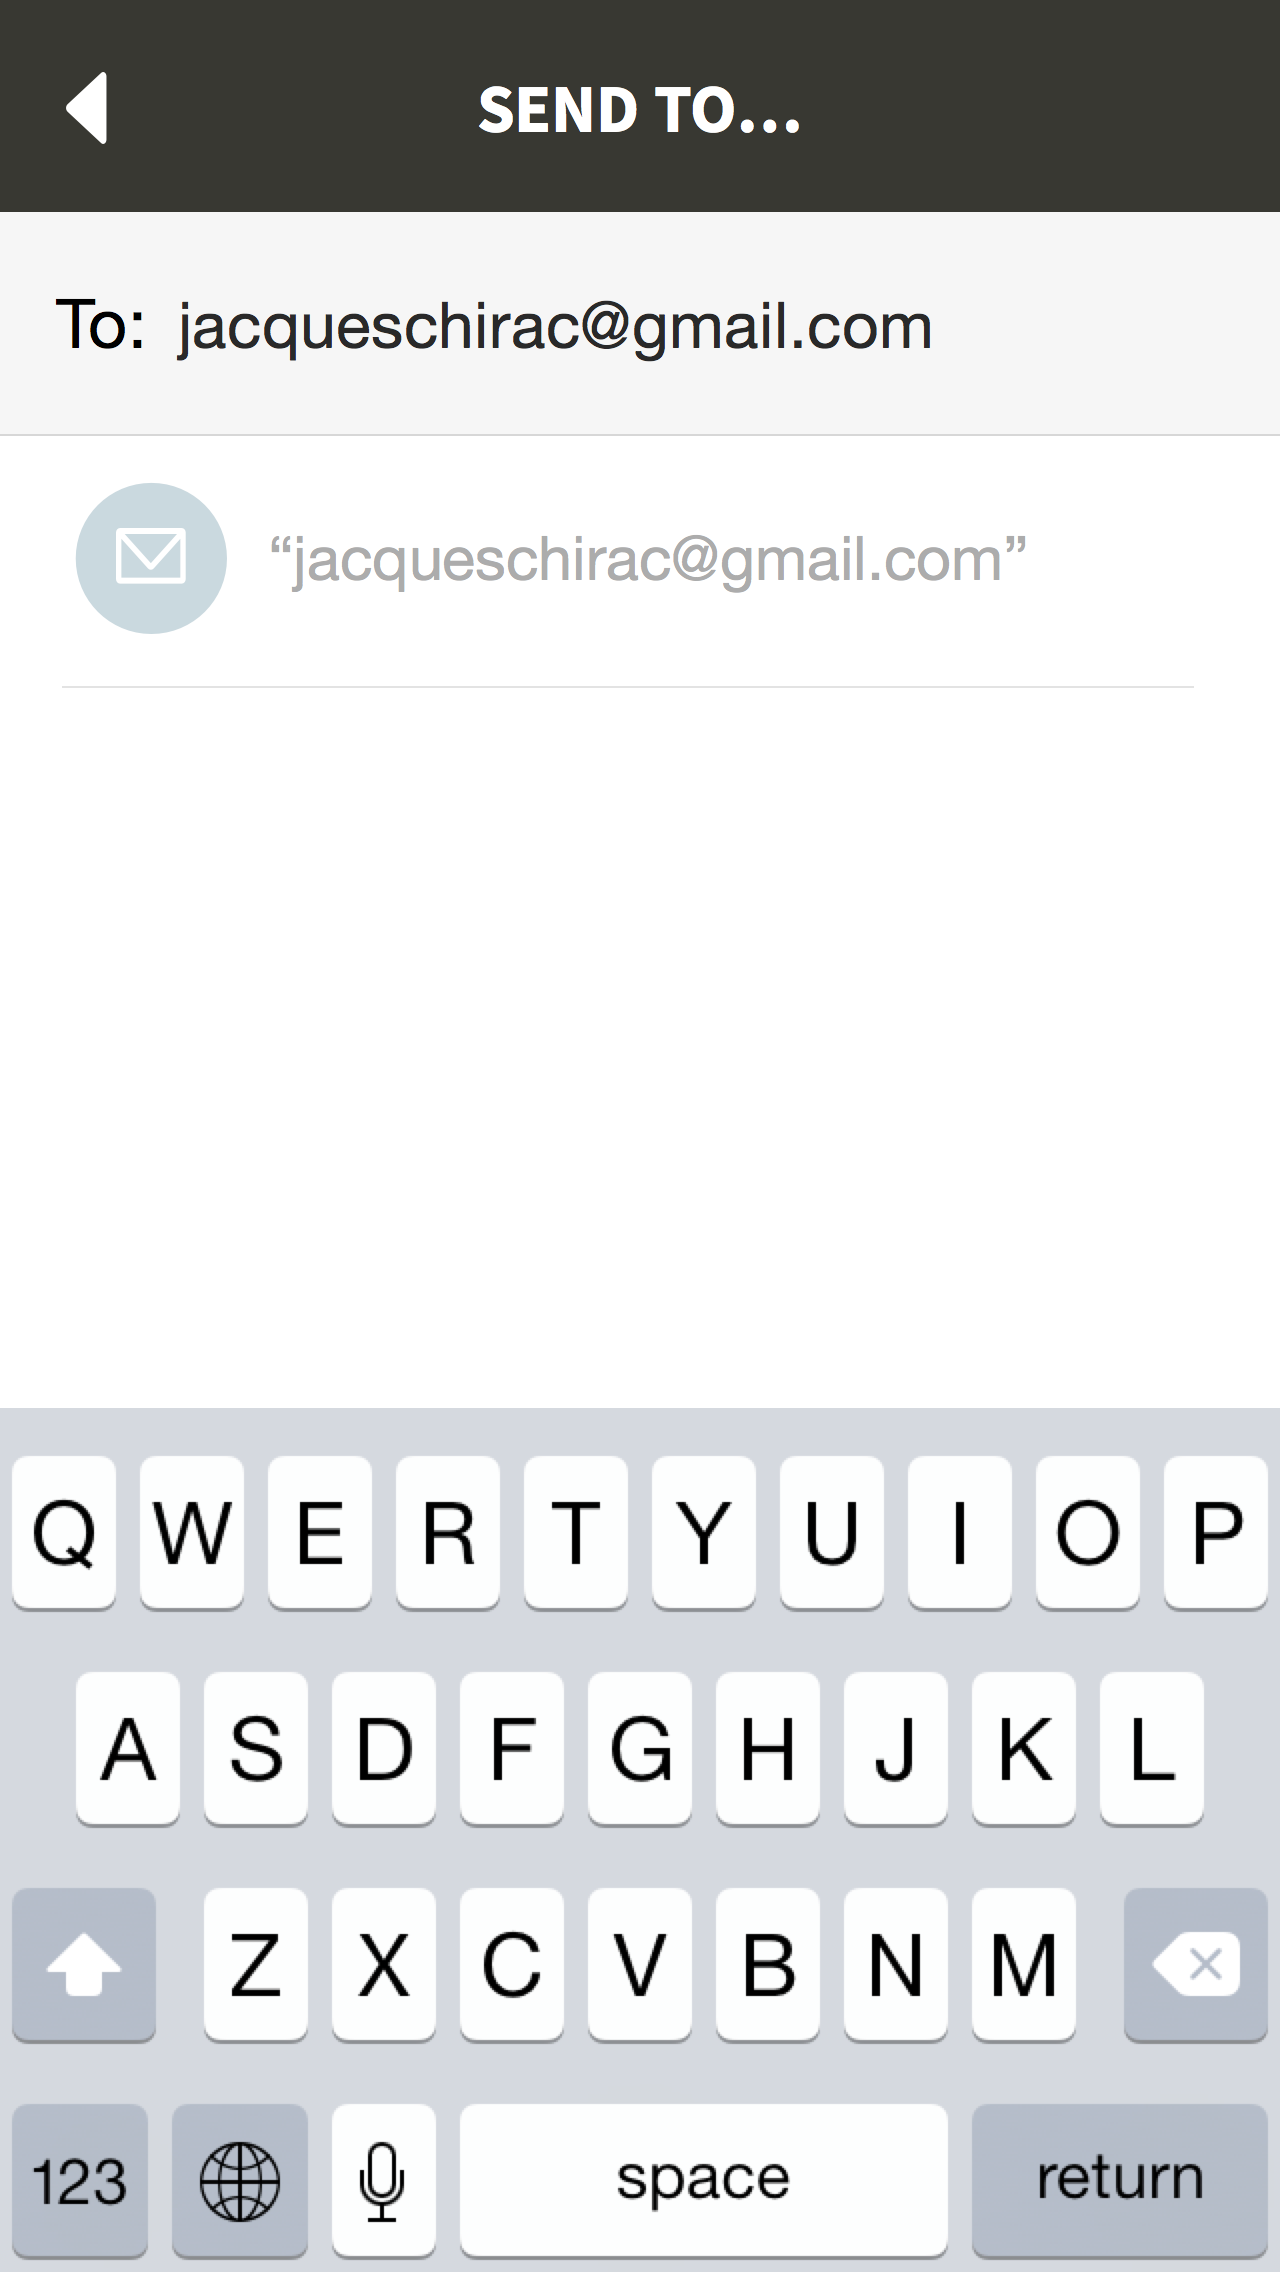 SEND TO...
To: jacqueschirac@gmail.com
“jacqueschirac@gmail.com”
Q W E R T Y U I O P
A S D F G H J K L
Z X C V B N M
123 space return